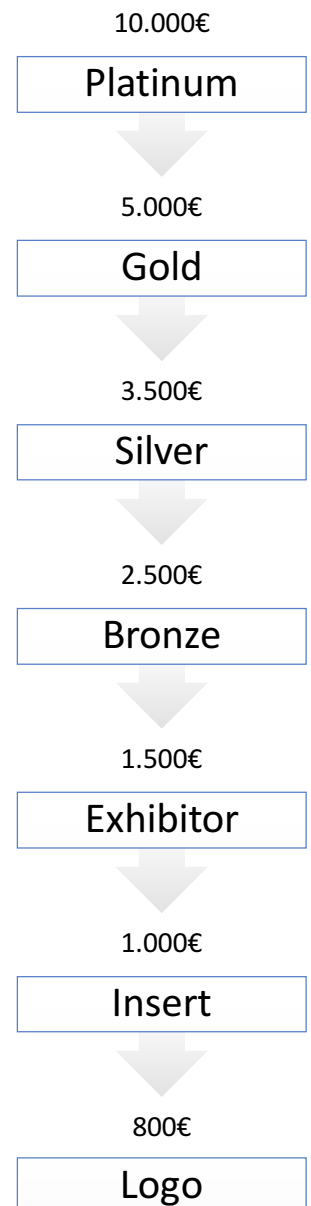 10.000€
Platinum
5.000€
Gold
3.500€
Silver
2.500€
Bronze
1.500€
Exhibitor
1.000€
Insert
800€
Logo